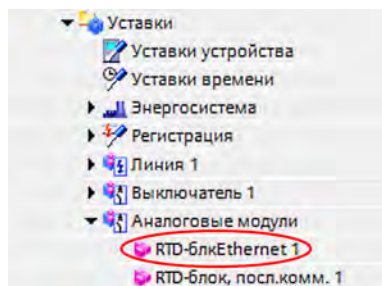 Уставки
Уставки устройства
Уставки времени
Энергосистема
Регистрация
Линия 1
Выключатель 1
Аналоговые модули
RTD-блкEthernet 1
RTD-блок, посл.комм. 1